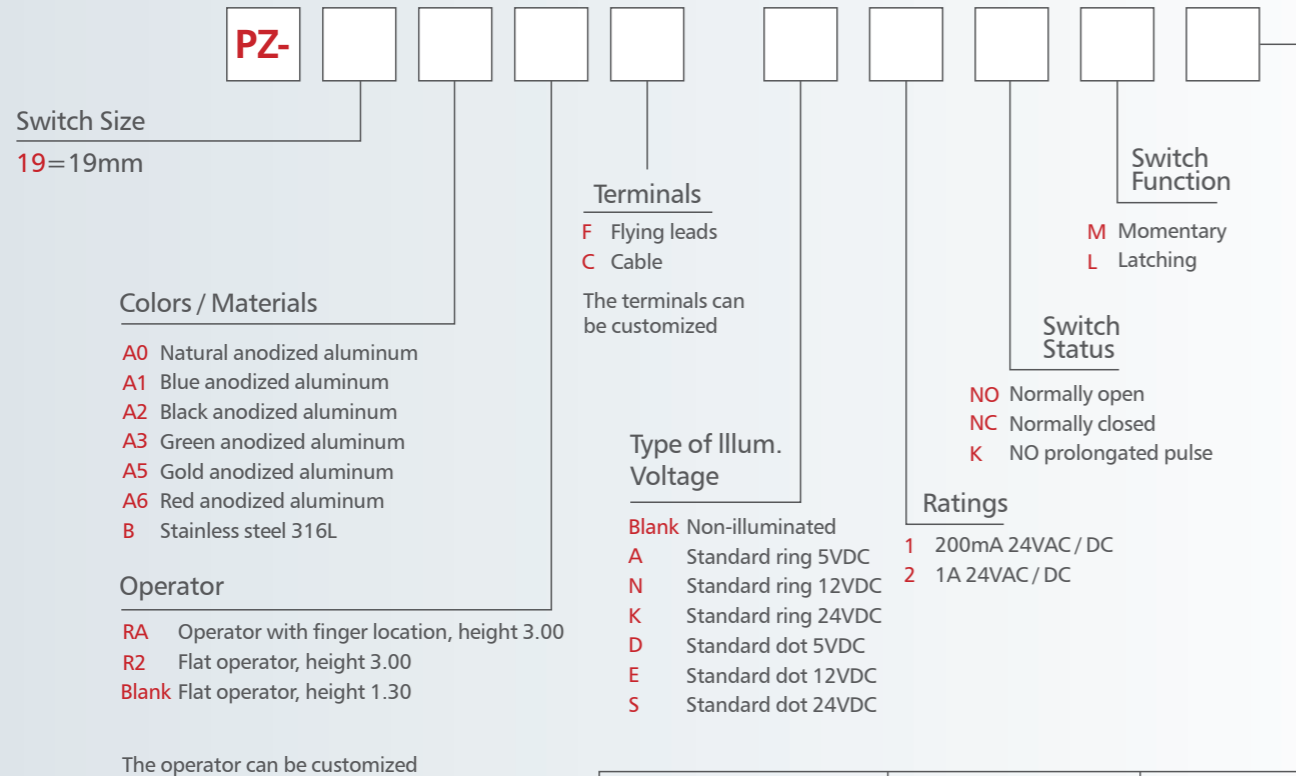 PZ-
Switch Size
19=19mm
Colors / Materials
A0 Natural anodized aluminum
A1 Blue anodized aluminum
A2 Black anodized aluminum
A3 Green anodized aluminum
A5 Gold anodized aluminum
A6 Red anodized aluminum
B Stainless steel 316L
Operator
RA Operator with finger location, height 3.00
R2 Flat operator, height 3.00
Blank Flat operator, height 1.30
The operator can be customized
Terminals
F Flying leads
C Cable
The terminals can
be customized
Type of Illum.
Voltage
Blank Non-illuminated
A Standard ring 5VDC
N Standard ring 12VDC
K Standard ring 24VDC
D Standard dot 5VDC
E Standard dot 12VDC
S Standard dot 24VDC
Ratings
1 200mA 24VAC / DC
2 1A 24VAC / DC
Switch
Status
NO Normally open
NC Normally closed
K NO prolongated pulse
Switch
Function
M Momentary
L Latching